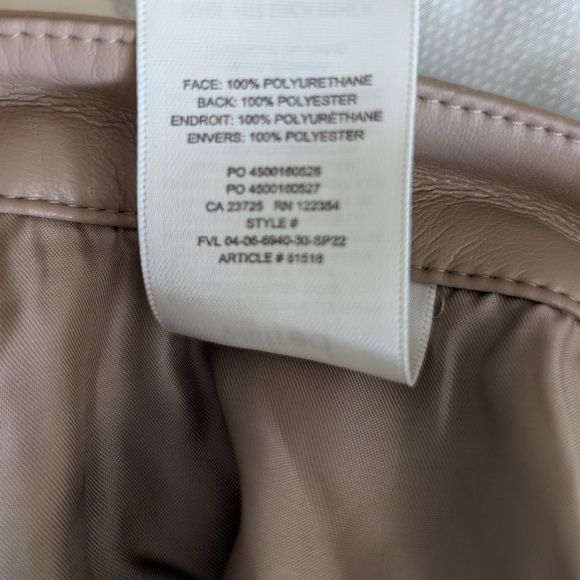 FACE: 100% POLYURETHANE
BACK: 100% POLYESTER
ENDROIT: 100% POLYURÉTHANE
ENVERS: 100% POLYESTER
PO 4500160526
PO 4500160527
CA 23725 RN 122364
STYLE #
FVL 04-06-6940-30-SP22
ARTICLE # 81518